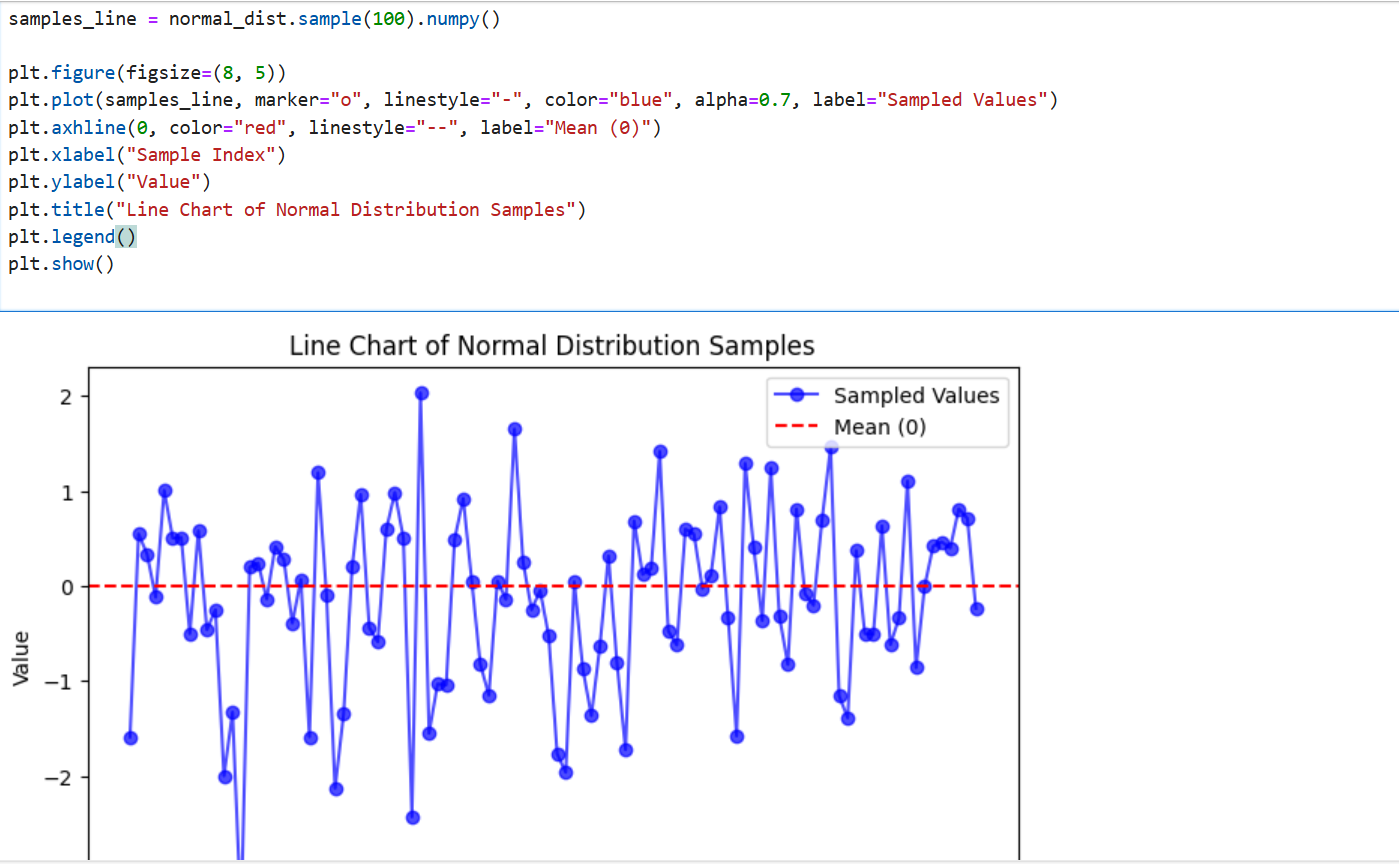 samples_line = normal_dist.sample(100).numpy()
plt.figure(figsize=(8, 5))
plt.plot(samples_line, marker="o", linestyle="-", color="blue", alpha=0.7, label="Sampled Values")
plt.axhline(0, color="red", linestyle="--", label="Mean (0)")
plt.xlabel("Sample Index")
plt.ylabel("Value")
plt.title("Line Chart of Normal Distribution Samples")
plt.legend()
plt.show()
Line Chart of Normal Distribution Samples
Sampled Values
Mean (0)
2
1
0
−1
−2
Value